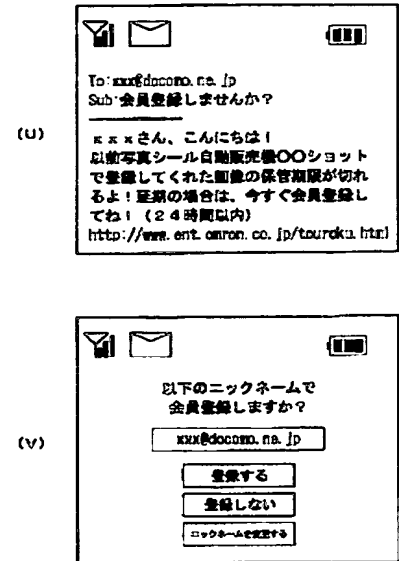 (U)
To:xxx@docomo.ne.jp
Sub:会員登録しませんか？
ｘｘｘさん、こんにちは！
以前写真シール自動販売機〇〇ショット
で登録してくれた画像の保管期限が切れ
るよ！延期の場合は、今すぐ会員登録し
てね！（２４時間以内）
http://www.ent.omron.co.jp/touroku.html
(V)
以下のニックネームで
会員登録しますか？
xxx@docomo.ne.jp
登録する
登録しない
ニックネームを変更する